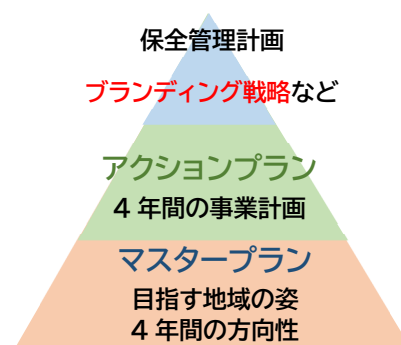 保全管理計画
ブランディング戦略など
アクションプラン
4 年間の事業計画
マスタープラン
目指す地域の姿
4 年間の方向性